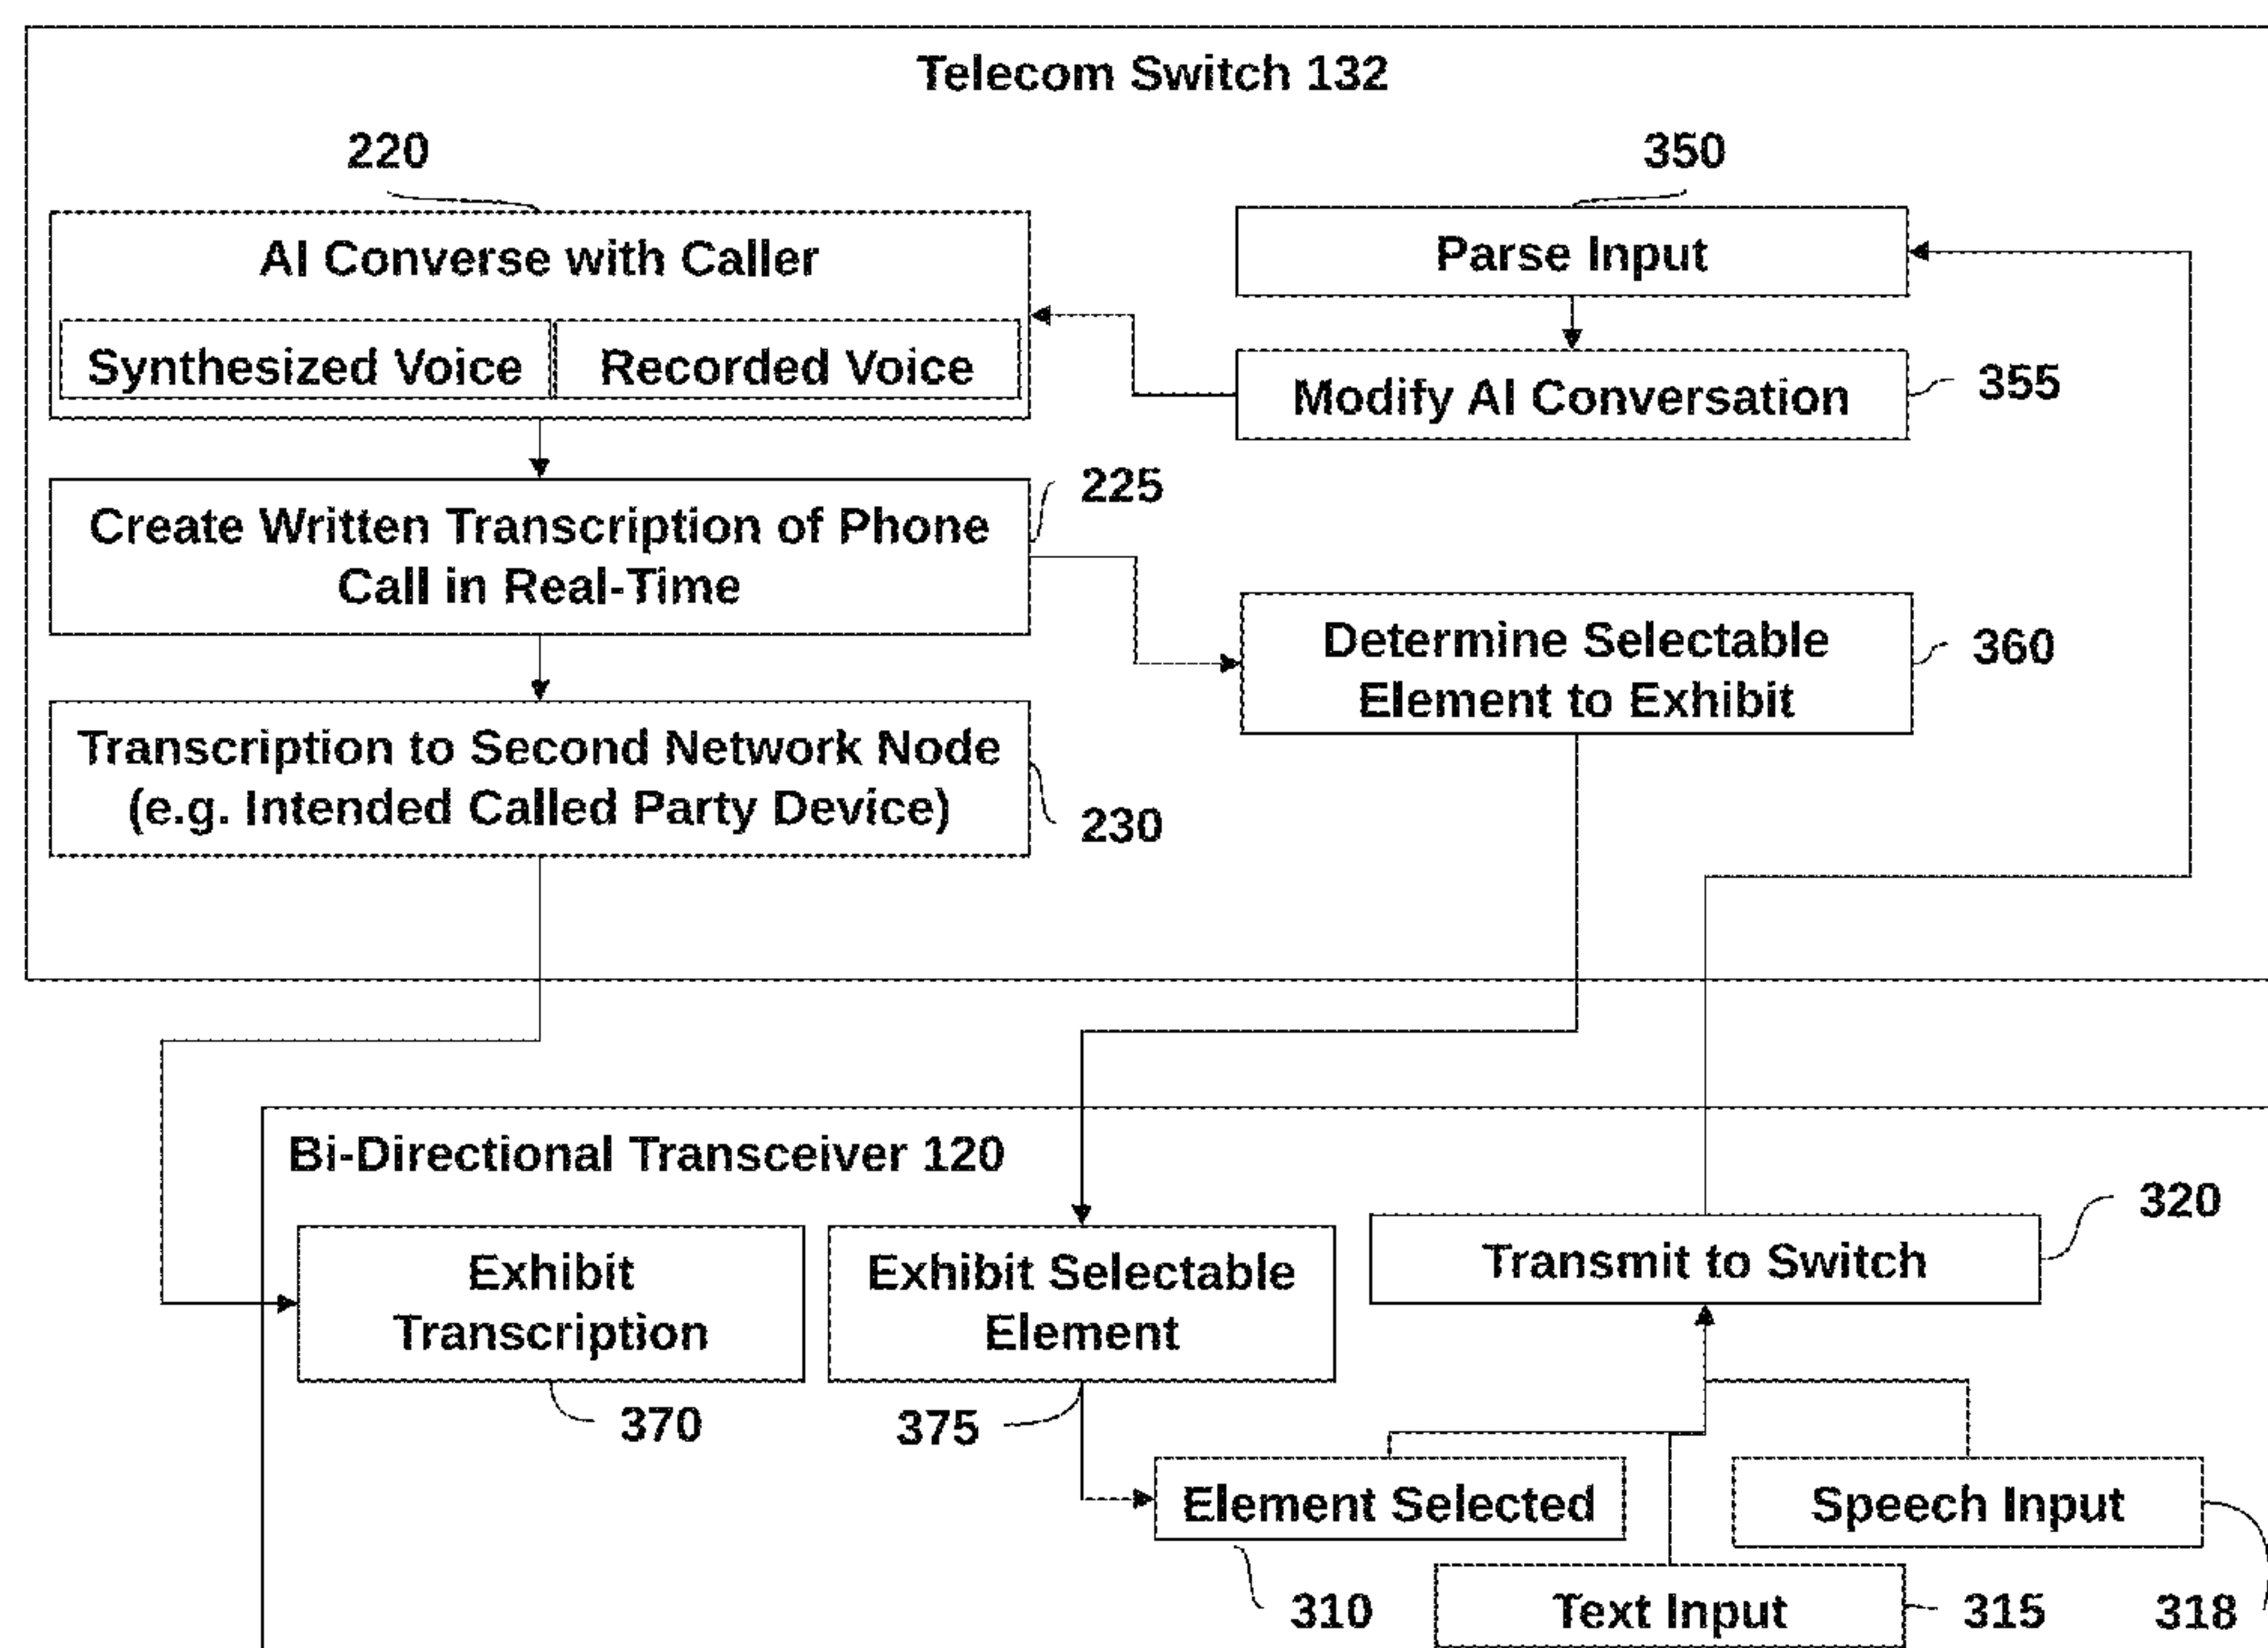 Telecom Switch 132
220
350
AI Converse with Caller
Synthesized Voice
Recorded Voice
Parse Input
Modify AI Conversation
355
225
Create Written Transcription of Phone
Call in Real-Time
Determine Selectable
Element to Exhibit
360
Transcription to Second Network Node
(e.g. Intended Called Party Device)
230
Bi-Directional Transceiver 120
320
Exhibit
Transcription
Exhibit Selectable
Element
Transmit to Switch
370
375
Element Selected
Speech Input
310
Text Input
315
318